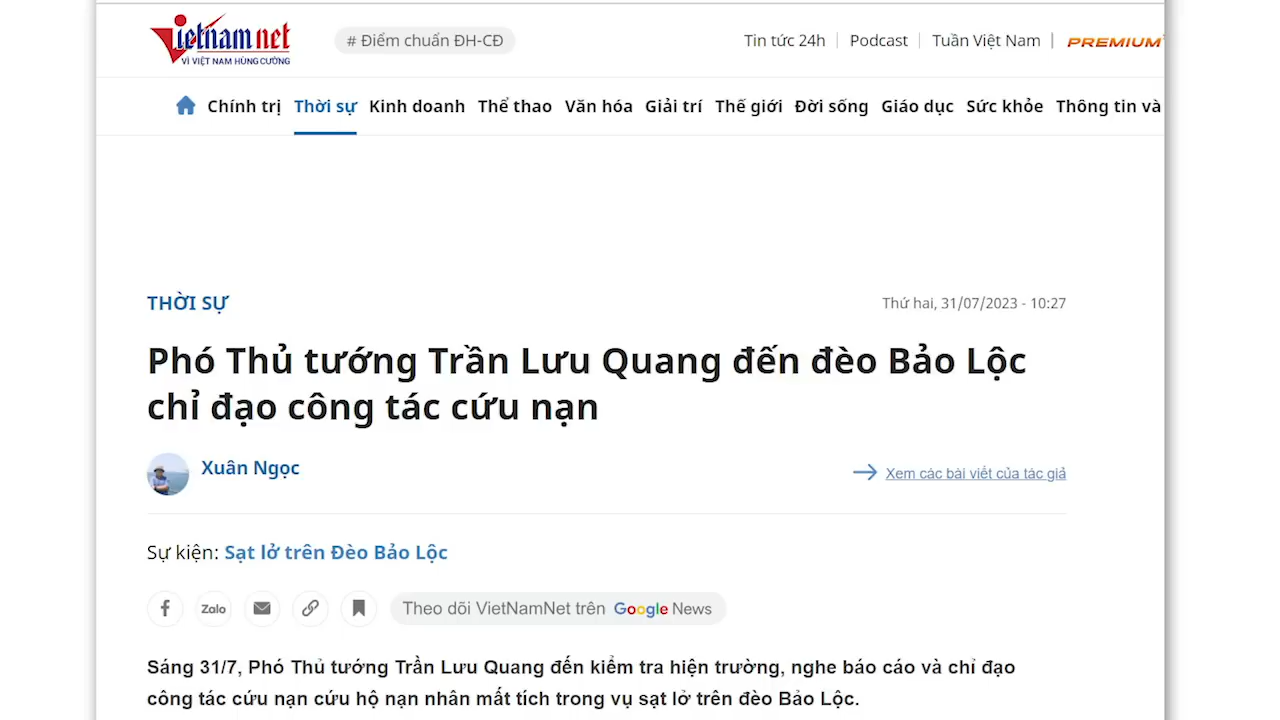 Vietnamnet
VÌ VIỆT NAM HÙNG CƯỜNG
# Điểm chuẩn ĐH-CĐ
Tin tức 24h
Podcast
Tuần Việt Nam
PREMIUM
Chính trị
Thời sự
Kinh doanh
Thể thao
Văn hóa
Giải trí
Thế giới
Đời sống
Giáo dục
Sức khỏe
Thông tin và
THỜI SỰ
Thứ hai, 31/07/2023 - 10:27
Phó Thủ tướng Trần Lưu Quang đến đèo Bảo Lộc
chỉ đạo công tác cứu nạn
Xuân Ngọc
Xem các bài viết của tác giả
Sự kiện: Sạt lở trên Đèo Bảo Lộc
Zalo
Theo dõi VietNamNet trên Google News
Sáng 31/7, Phó Thủ tướng Trần Lưu Quang đến kiểm tra hiện trường, nghe báo cáo và chỉ đạo
công tác cứu nạn cứu hộ nạn nhân mất tích trong vụ sạt lở trên đèo Bảo Lộc.